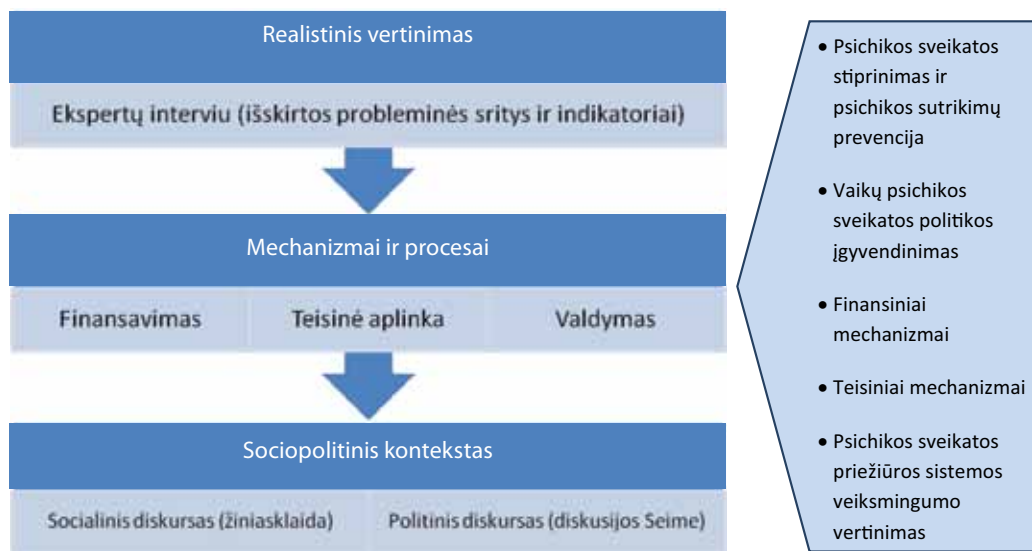 Realistinis vertinimas
Ekspertų interviu (išskirtos probleminės sritys ir indikatoriai)
Mechanizmai ir procesai
Finansavimas Teisinė aplinka Valdymas
Sociopolitinis kontekstas
Socialinis diskursas (žiniasklaida) Politinis diskursas (diskusijos Seime)
• Psichikos sveikatos
stiprinimas ir
psichikos sutrikimų
prevencija
• Vaikų psichikos
sveikatos politikos
įgyvendinimas
• Finansiniai
mechanizmai
• Teisiniai mechanizmai
• Psichikos sveikatos
priežiūros sistemos
veiksmingumo
vertinimas